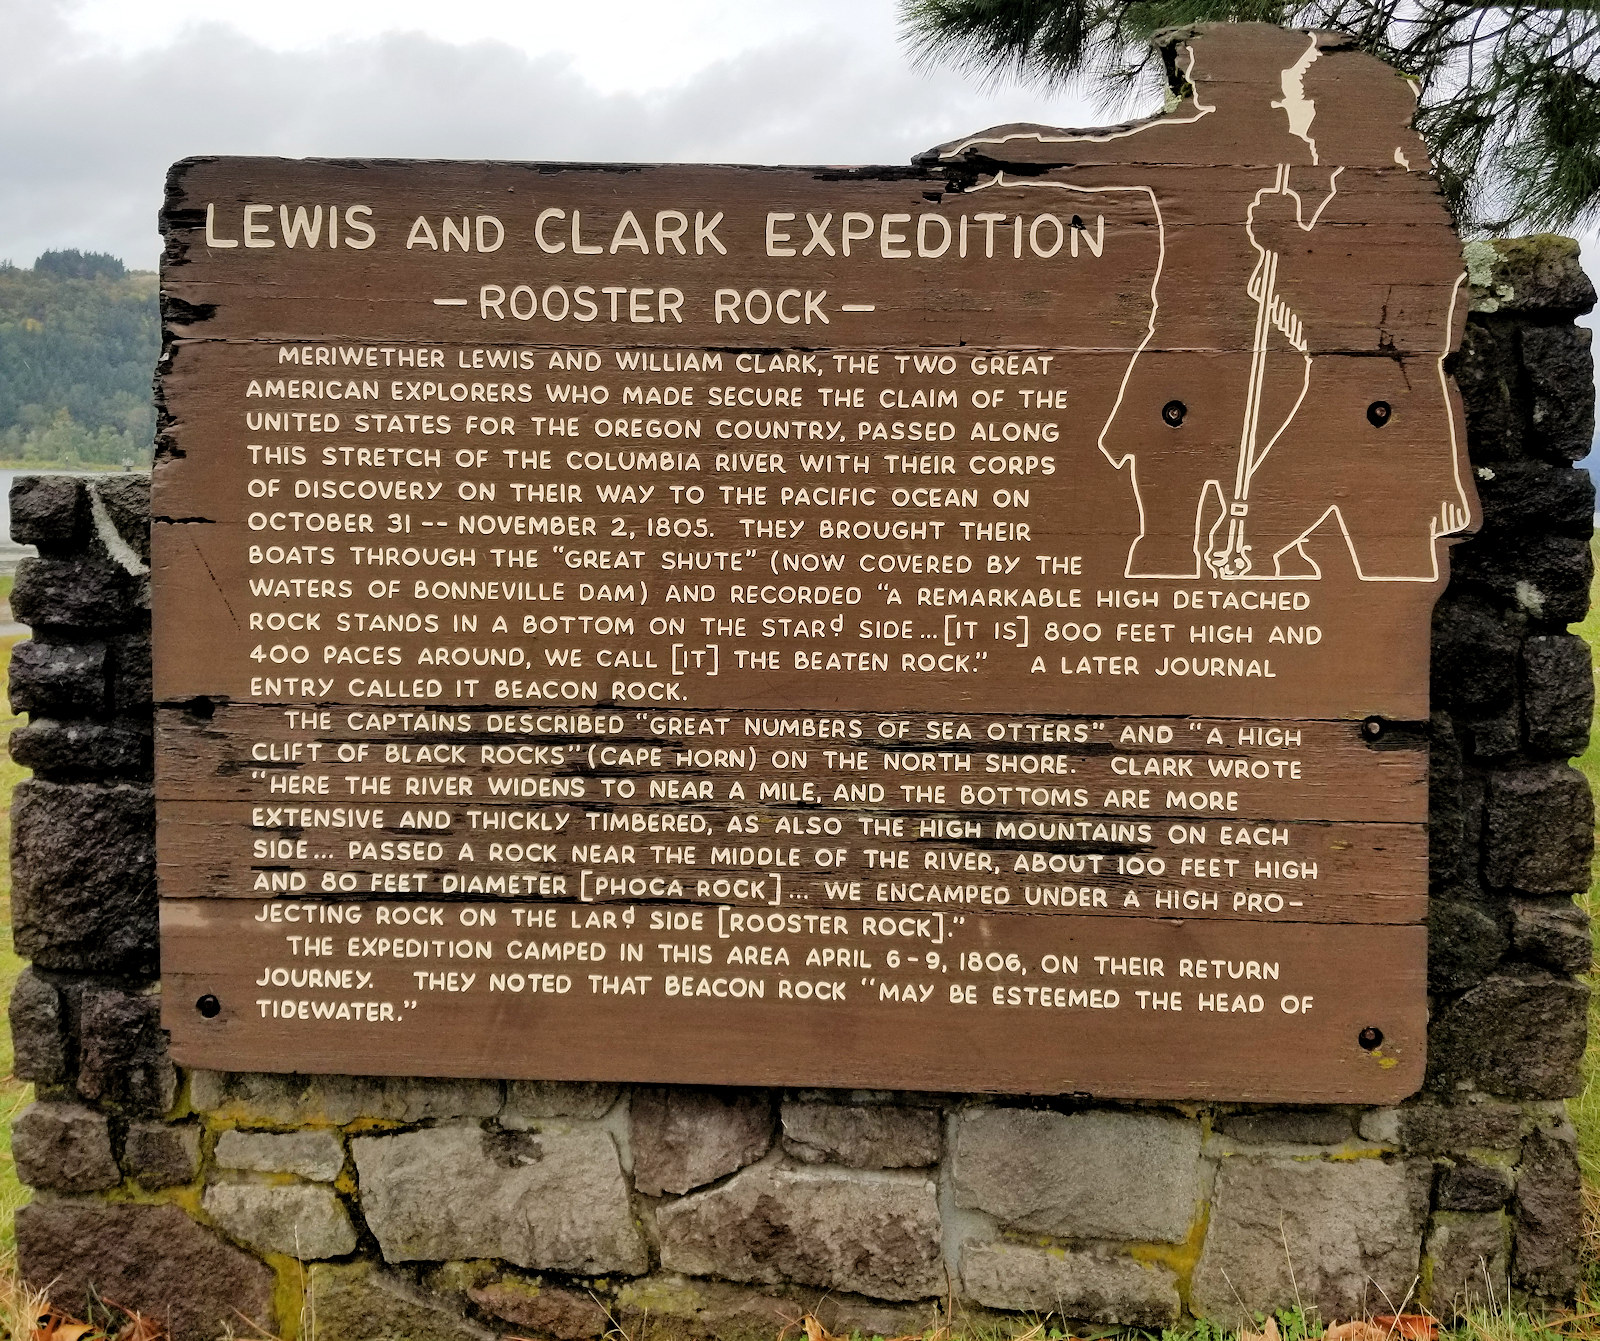 LEWIS AND CLARK EXPEDITION
—ROOSTER ROCK—
MERIWETHER LEWIS AND WILLIAM CLARK, THE TWO GREAT
AMERICAN EXPLORERS WHO MADE SECURE THE CLAIM OF THE
UNITED STATES FOR THE OREGON COUNTRY, PASSED ALONG
THIS STRETCH OF THE COLUMBIA RIVER WITH THEIR CORPS
OF DISCOVERY ON THEIR WAY TO THE PACIFIC OCEAN ON
OCTOBER 31 -- NOVEMBER 2, 1805. THEY BROUGHT THEIR
BOATS THROUGH THE "GREAT SHUTE" (NOW COVERED BY THE
WATERS OF BONNEVILLE DAM) AND RECORDED "A REMARKABLE HIGH DETACHED
ROCK STANDS IN A BOTTOM ON THE STARd SIDE... [IT IS] 800 FEET HIGH AND
400 PACES AROUND, WE CALL [IT] THE BEATEN ROCK." A LATER JOURNAL
ENTRY CALLED IT BEACON ROCK.
THE CAPTAINS DESCRIBED "GREAT NUMBERS OF SEA OTTERS" AND "A HIGH
CLIFT OF BLACK ROCKS" (CAPE HORN) ON THE NORTH SHORE. CLARK WROTE
"HERE THE RIVER WIDENS TO NEAR A MILE, AND THE BOTTOMS ARE MORE
EXTENSIVE AND THICKLY TIMBERED, AS ALSO THE HIGH MOUNTAINS ON EACH
SIDE... PASSED A ROCK NEAR THE MIDDLE OF THE RIVER, ABOUT 100 FEET HIGH
AND 80 FEET DIAMETER [PHOCA ROCK]... WE ENCAMPED UNDER A HIGH PRO-
JECTING ROCK ON THE LARd SIDE [ROOSTER ROCK]."
THE EXPEDITION CAMPED IN THIS AREA APRIL 6-9, 1806, ON THEIR RETURN
JOURNEY. THEY NOTED THAT BEACON ROCK "MAY BE ESTEEMED THE HEAD OF
TIDEWATER."